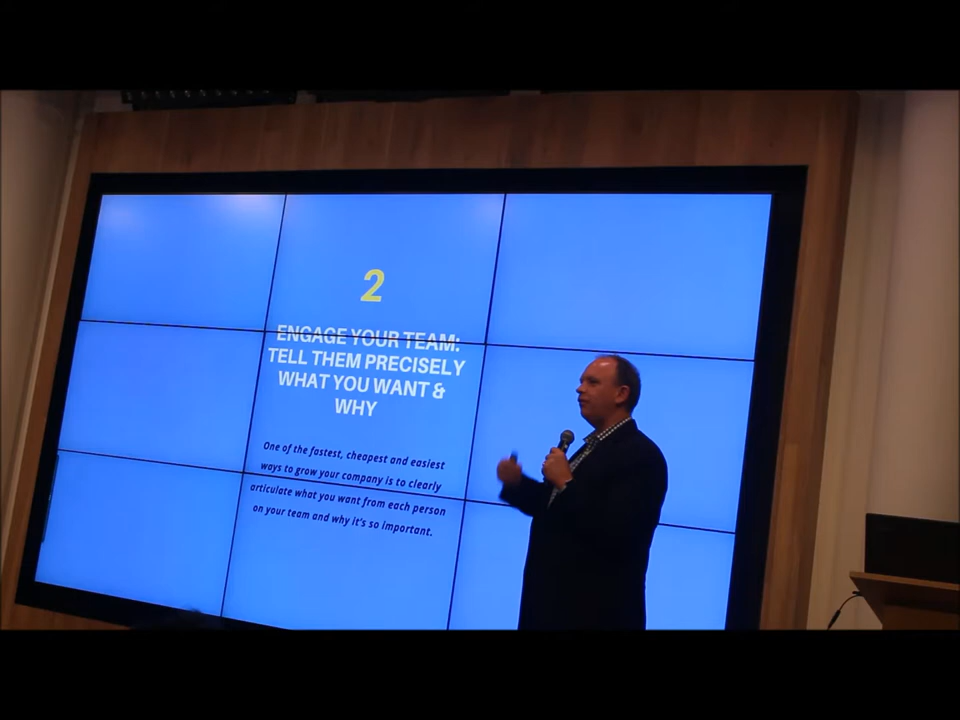 2
ENGAGE YOUR TEAM:
TELL THEM PRECISELY
WHAT YOU WANT &
WHY
One of the fastest, cheapest and easiest
ways to grow your company is to clearly
articulate what you want from each person
on your team and why it's so important.